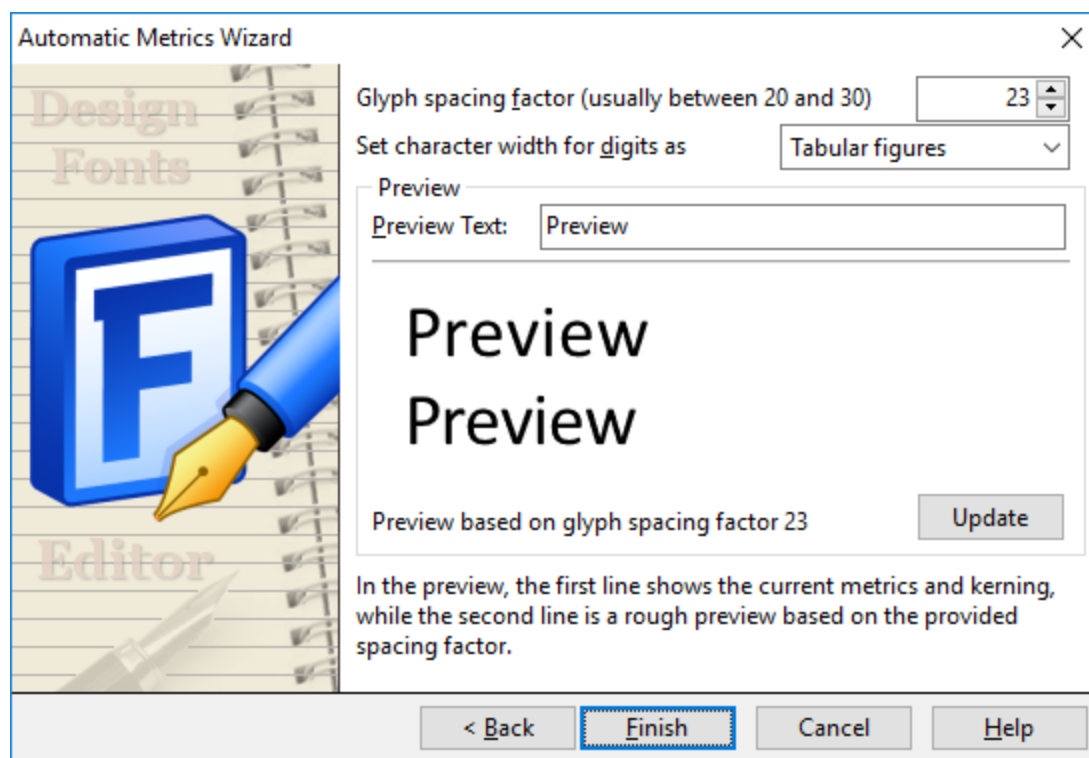 Automatic Metrics Wizard
Design
Fonts
F
Editor
Glyph spacing factor (usually between 20 and 30) 23
Set character width for digits as Tabular figures
Preview
Preview Text: Preview
Preview
Preview
Preview based on glyph spacing factor 23 Update
In the preview, the first line shows the current metrics and kerning,
while the second line is a rough preview based on the provided
spacing factor.
< Back Finish Cancel Help